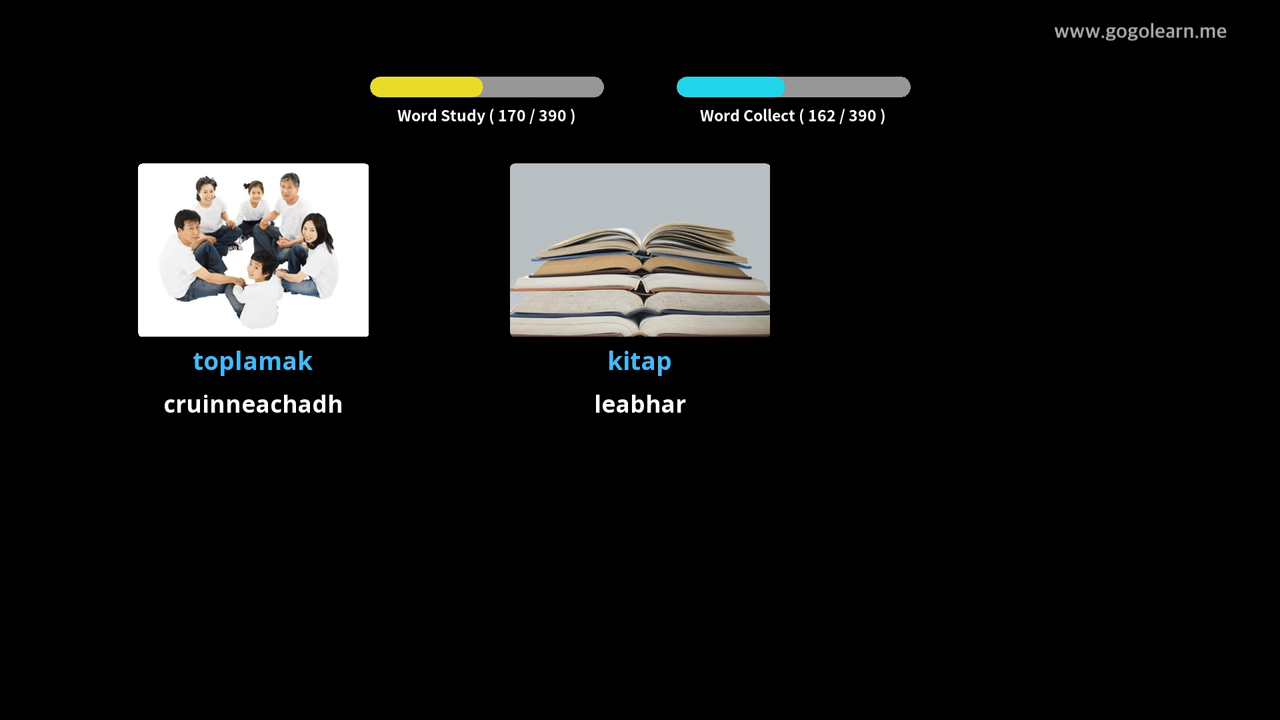 www.gogolearn.me
Word Study ( 170 / 390 )
Word Collect ( 162 / 390 )
toplamak
cruinneachadh
kitap
leabhar